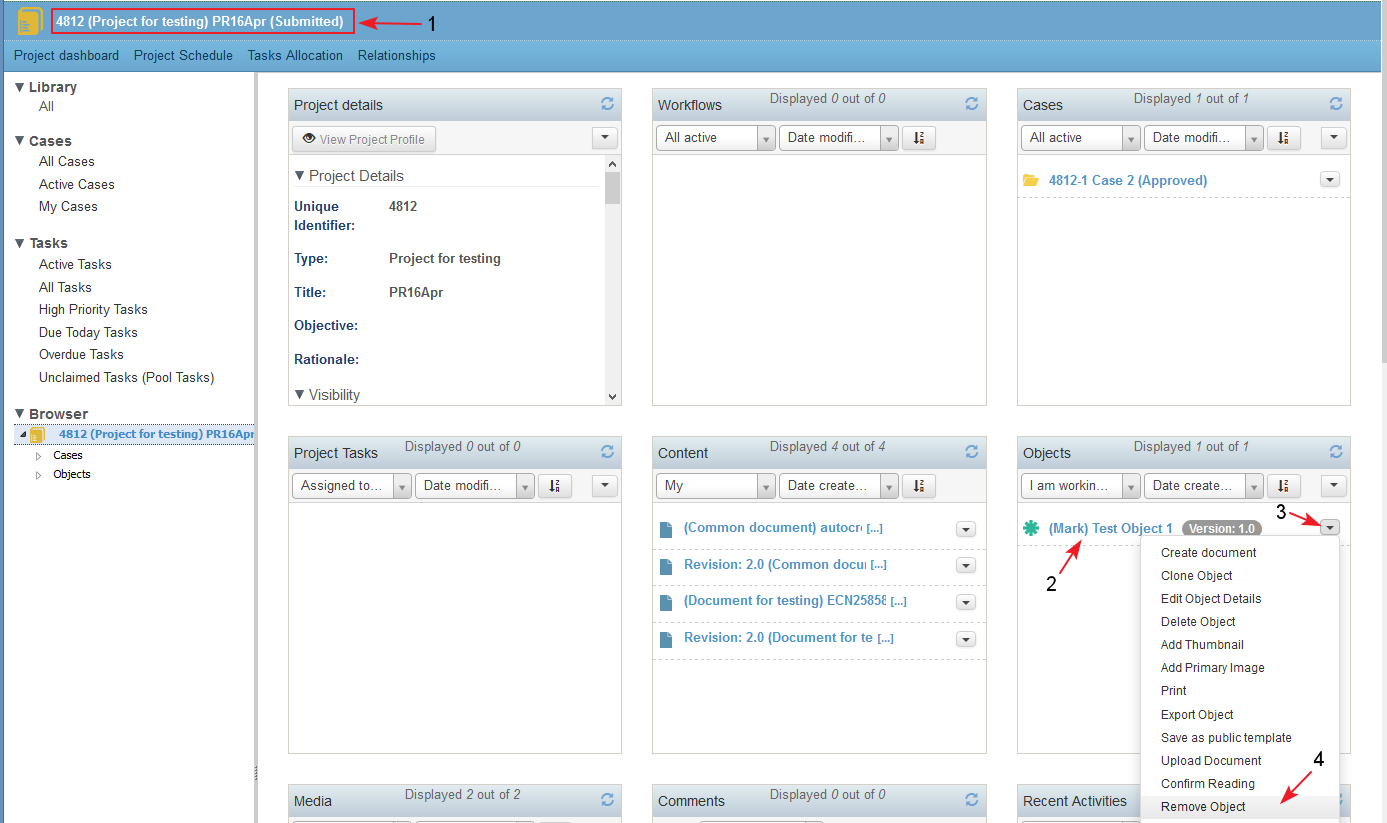 4812 (Project for testing) PR16Apr (Submitted)
1
Project dashboard Project Schedule Tasks Allocation Relationships
Library
All
Cases
All Cases
Active Cases
My Cases
Tasks
Active Tasks
All Tasks
High Priority Tasks
Due Today Tasks
Overdue Tasks
Unclaimed Tasks (Pool Tasks)
Browser
4812 (Project for testing) PR16Apr
Cases
Objects
Project details
View Project Profile
Project Details
Unique Identifier: 4812
Type: Project for testing
Title: PR16Apr
Objective:
Rationale:
Visibility
Workflows Displayed 0 out of 0
All active Date modifi...
Cases Displayed 1 out of 1
All active Date modifi...
4812-1 Case 2 (Approved)
Project Tasks Displayed 0 out of 0
Assigned to... Date modifi...
Content Displayed 4 out of 4
My Date create...
(Common document) autocr [...]
Revision: 2.0 (Common docu [...]
(Document for testing) ECN25858 [...]
Revision: 2.0 (Document for te [...]
Objects Displayed 1 out of 1
I am workin... Date create...
3
(Mark) Test Object 1 Version: 1.0
2
Create document
Clone Object
Edit Object Details
Delete Object
Add Thumbnail
Add Primary Image
Print
Export Object
Save as public template
Upload Document
4
Confirm Reading
Remove Object
Media Displayed 2 out of 2
Comments Displayed 0 out of 0
Recent Activities